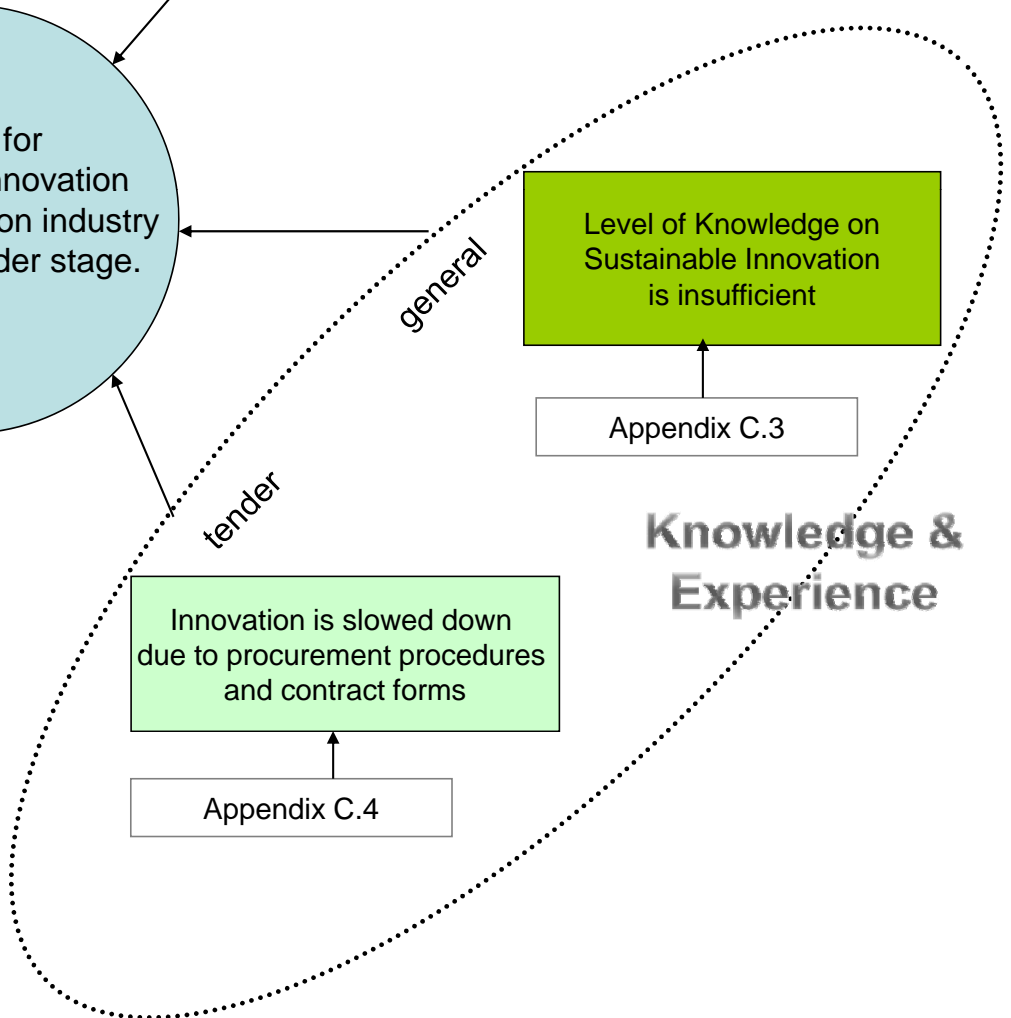 for
nnovation
on industry
der stage.
general
Level of Knowledge on
Sustainable Innovation
is insufficient
Appendix C.3
Knowledge &
Experience
tender
Innovation is slowed down
due to procurement procedures
and contract forms
Appendix C.4